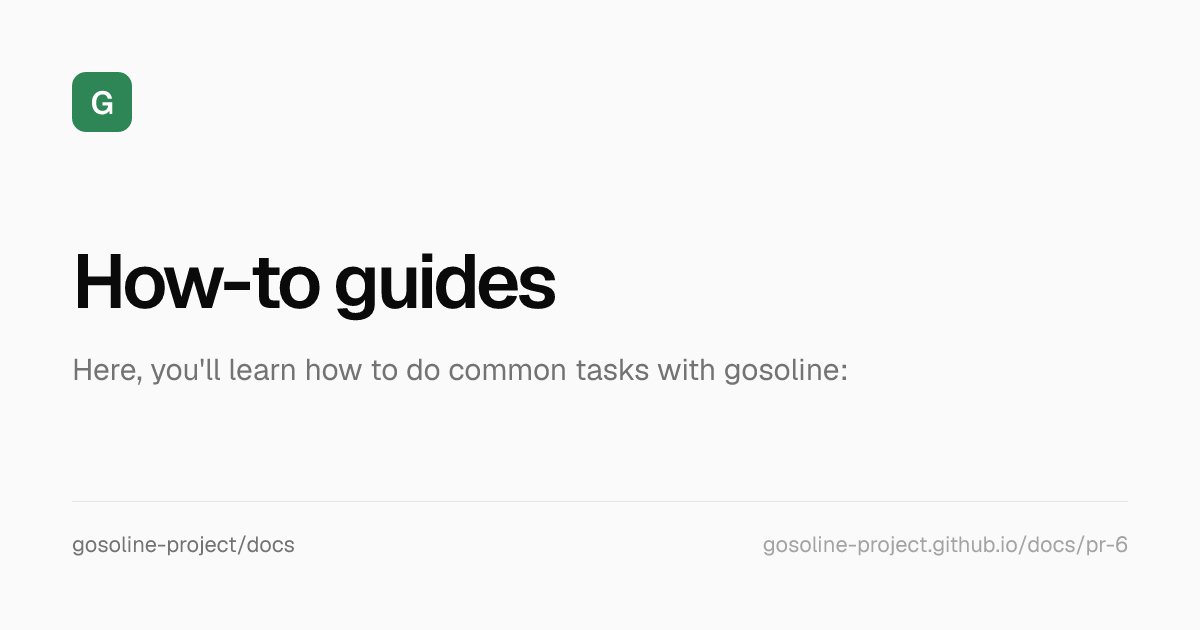 G
How-to guides
Here, you'll learn how to do common tasks with gosoline:
gosoline-project/docs
gosoline-project.github.io/docs/pr-6